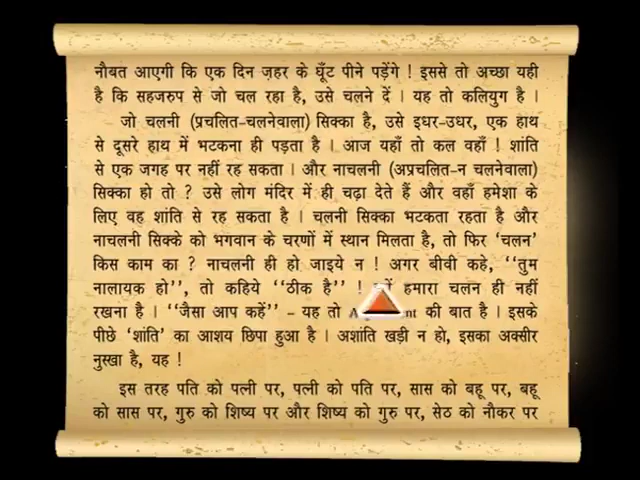 नौबत आएगी कि एक दिन ज़हर के घूँट पीने पड़ेंगे ! इससे तो अच्छा यही
है कि सहजरुप से जो चल रहा है, उसे चलने दें । यह तो कलियुग है ।
जो चलनी (प्रचलित-चलनेवाला) सिक्का है, उसे इधर-उधर, एक हाथ
से दूसरे हाथ में भटकना ही पड़ता है । आज यहाँ तो कल वहाँ ! शांति
से एक जगह पर नहीं रह सकता । और नाचलनी (अप्रचलित-न चलनेवाला)
सिक्का हो तो ? उसे लोग मंदिर में ही चढ़ा देते हैं और वहाँ हमेशा के
लिए वह शांति से रह सकता है । चलनी सिक्का भटकता रहता है और
नाचलनी सिक्के को भगवान के चरणों में स्थान मिलता है, तो फिर ‘चलन’
किस काम का ? नाचलनी ही हो जाइये न ! अगर बीवी कहे, ‘‘तुम
नालायक़ हो’’, तो कहिये ‘‘ठीक है’’ ! हमारा चलन ही नहीं
रखना है । ‘‘जैसा आप कहें’’ - यह तो की बात है । इसके
पीछे ‘शांति’ का आशय छिपा हुआ है । अशांति खड़ी न हो, इसका अक्सीर
नुस्खा है, यह !
इस तरह पति को पत्नी पर, पत्नी को पति पर, सास को बहू पर, बहू
को सास पर, गुरु को शिष्य पर और शिष्य को गुरु पर, सेठ को नौकर पर